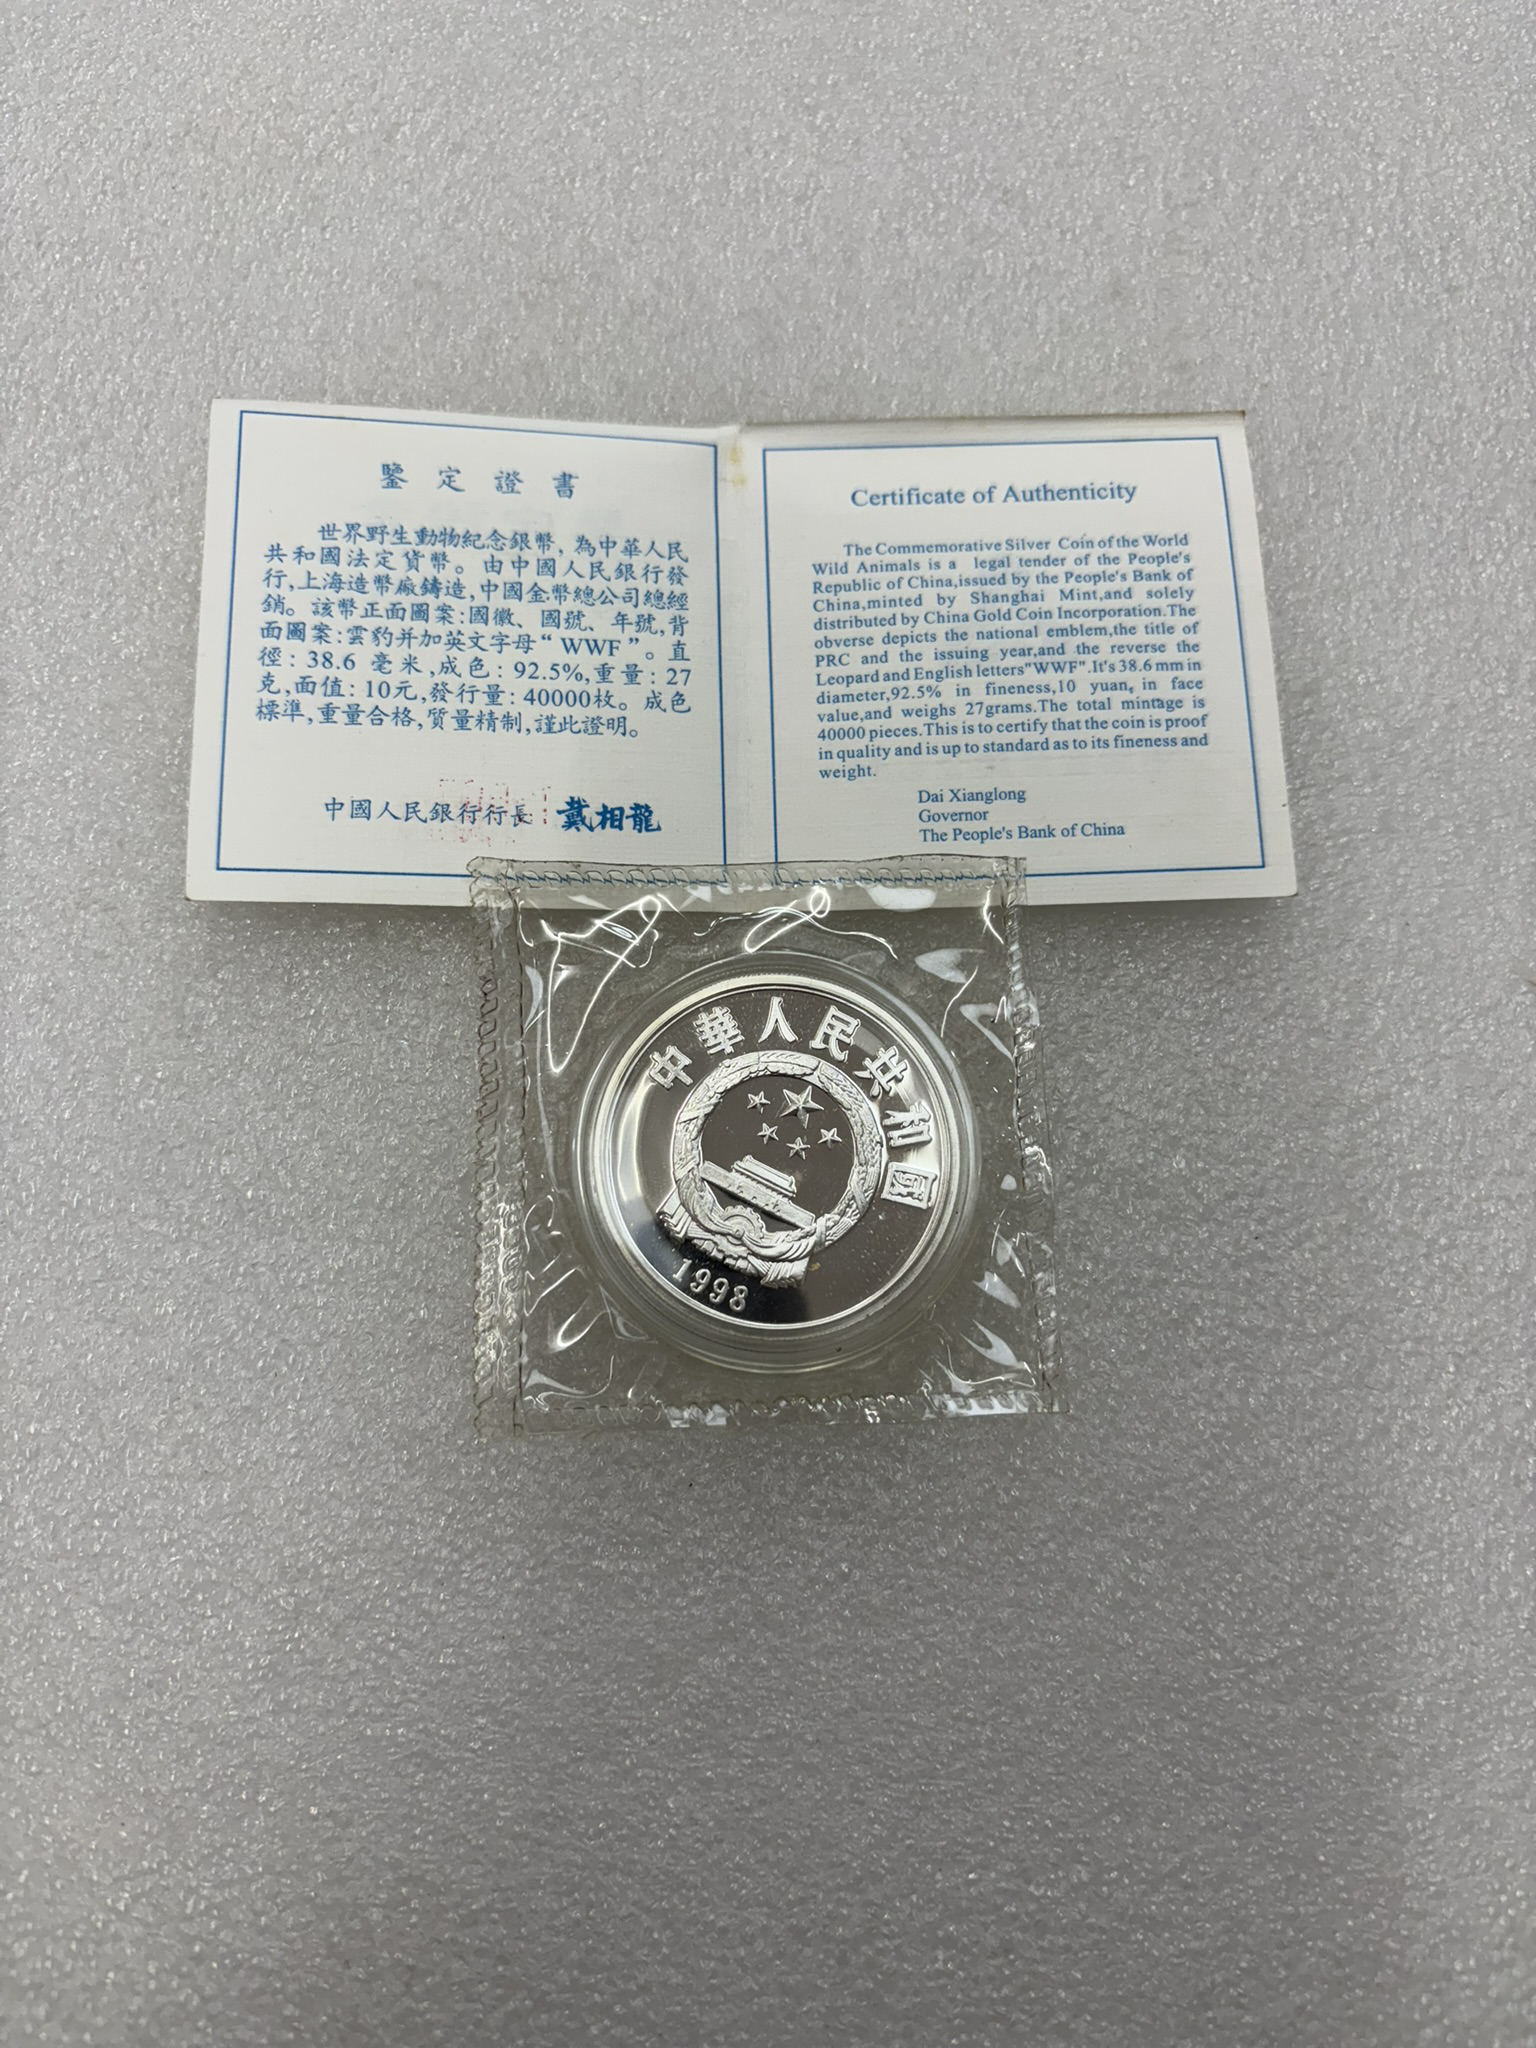 鑒定證書
世界野生動物紀念銀幣，為中華人民
共和國法定貨幣。由中國人民銀行發
行，上海造幣廠鑄造，中國金幣總公司總經
銷。該幣正面圖案：國徽、國號、年號，背
面圖案：雲豹并加英文字母“WWF”。直
徑：38.6 毫米，成色：92.5%，重量：27
克，面值：10元，發行量：40000枚。成色
標準，重量合格，質量精制，謹此證明。
中國人民銀行行長 戴相龍
Certificate of Authenticity
The Commemorative Silver Coin of the World
Wild Animals is a legal tender of the People's
Republic of China,issued by the People's Bank of
China,minted by Shanghai Mint,and solely
distributed by China Gold Coin Incorporation.The
obverse depicts the national emblem,the title of
PRC and the issuing year,and the reverse the
Leopard and English letters"WWF".It's 38.6 mm in
diameter,92.5% in fineness,10 yuan, in face
value,and weighs 27grams.The total mintage is
40000 pieces.This is to certify that the coin is proof
in quality and is up to standard as to its fineness and
weight.
Dai Xianglong
Governor
The People's Bank of China
中華人民共和國
1998